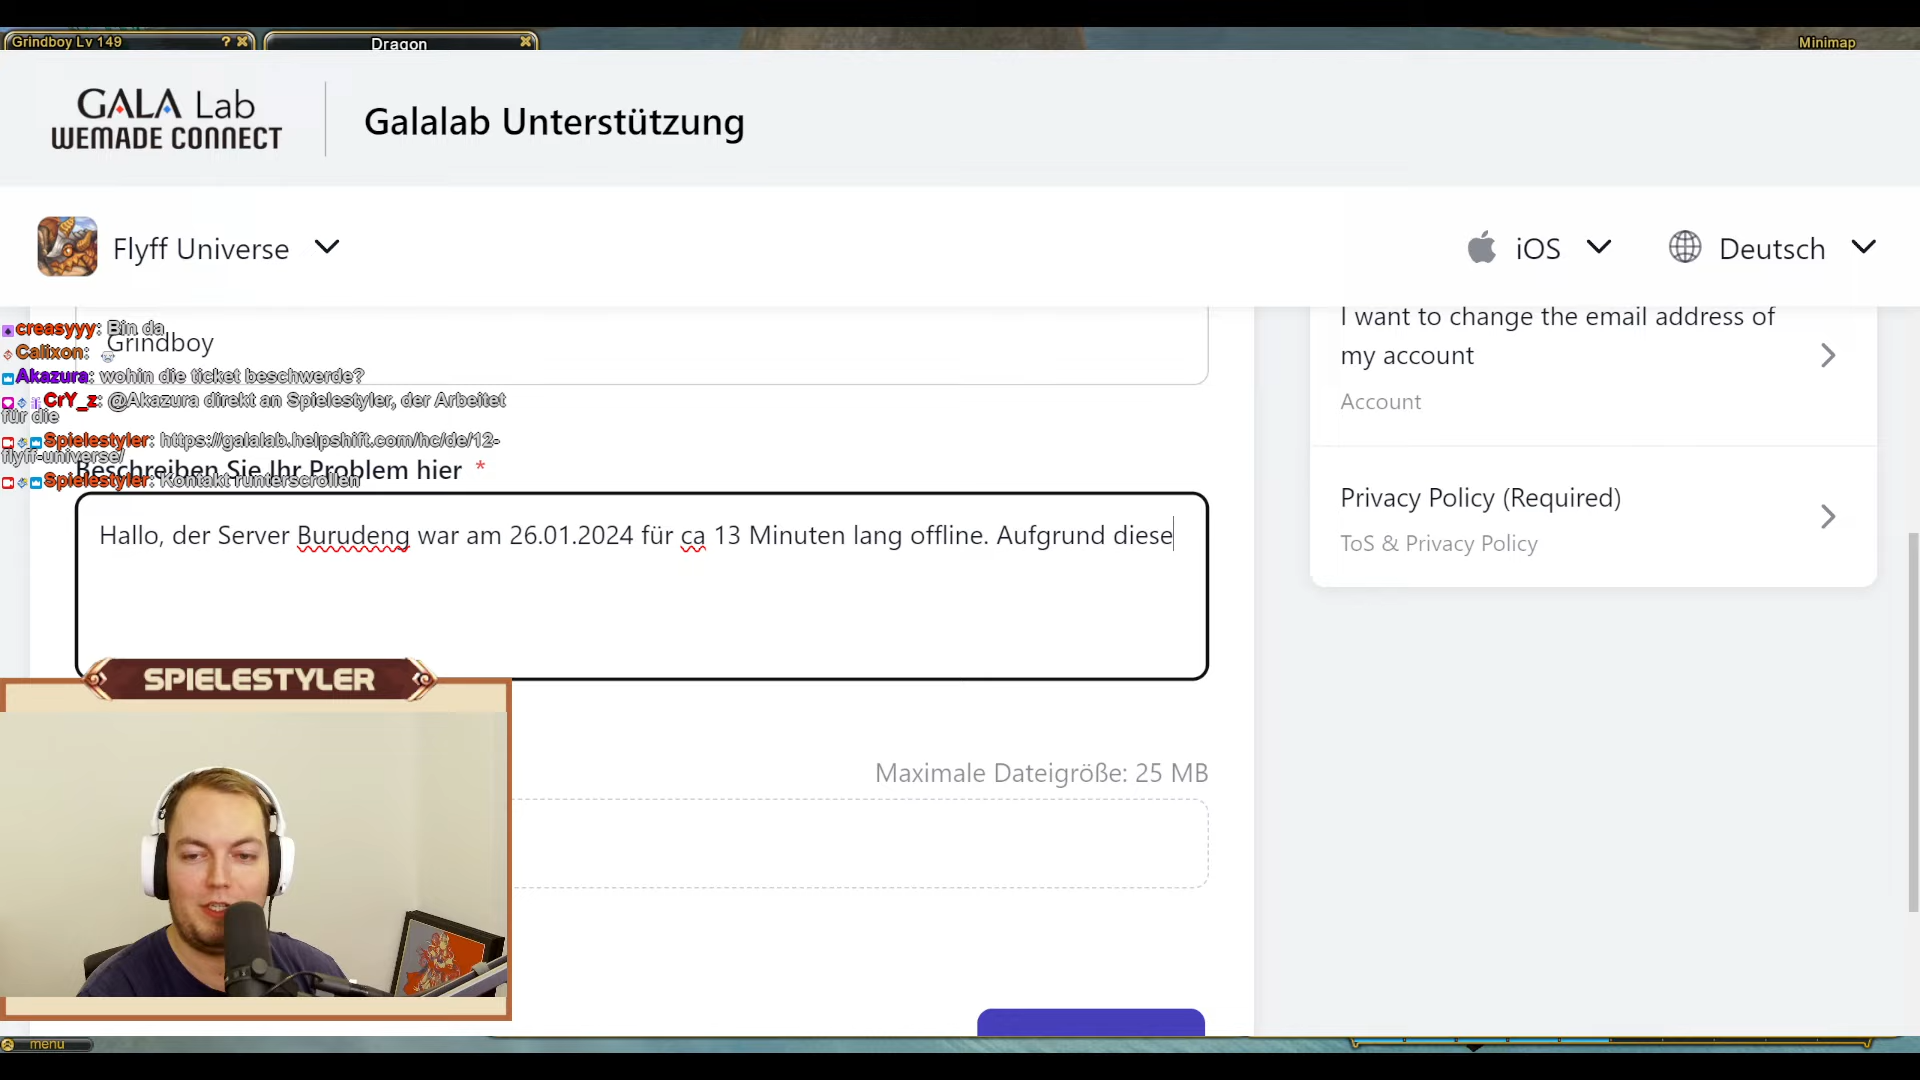 Grindboy Lv 149
?
Dragon
Minimap
GALA Lab
WEMADE CONNECT
Galalab Unterstützung
Flyff Universe
iOS
Deutsch
creasyyy: Bin da
Grindboy
Calixon:
Akazura: wohin die ticket beschwerde?
CrY_z: @Akazura direkt an Spielestyler, der Arbeitet
für die
Spielestyler: https://galalab.helpshift.com/hc/de/12-
flyff-universe/
Beschreiben Sie Ihr Problem hier *
Spielestyler: Kontakt runterscrollen
Hallo, der Server Burudeng war am 26.01.2024 für ca 13 Minuten lang offline. Aufgrund diese
SPIELESTYLER
Maximale Dateigröße: 25 MB
I want to change the email address of
my account
Account
Privacy Policy (Required)
ToS & Privacy Policy
menu